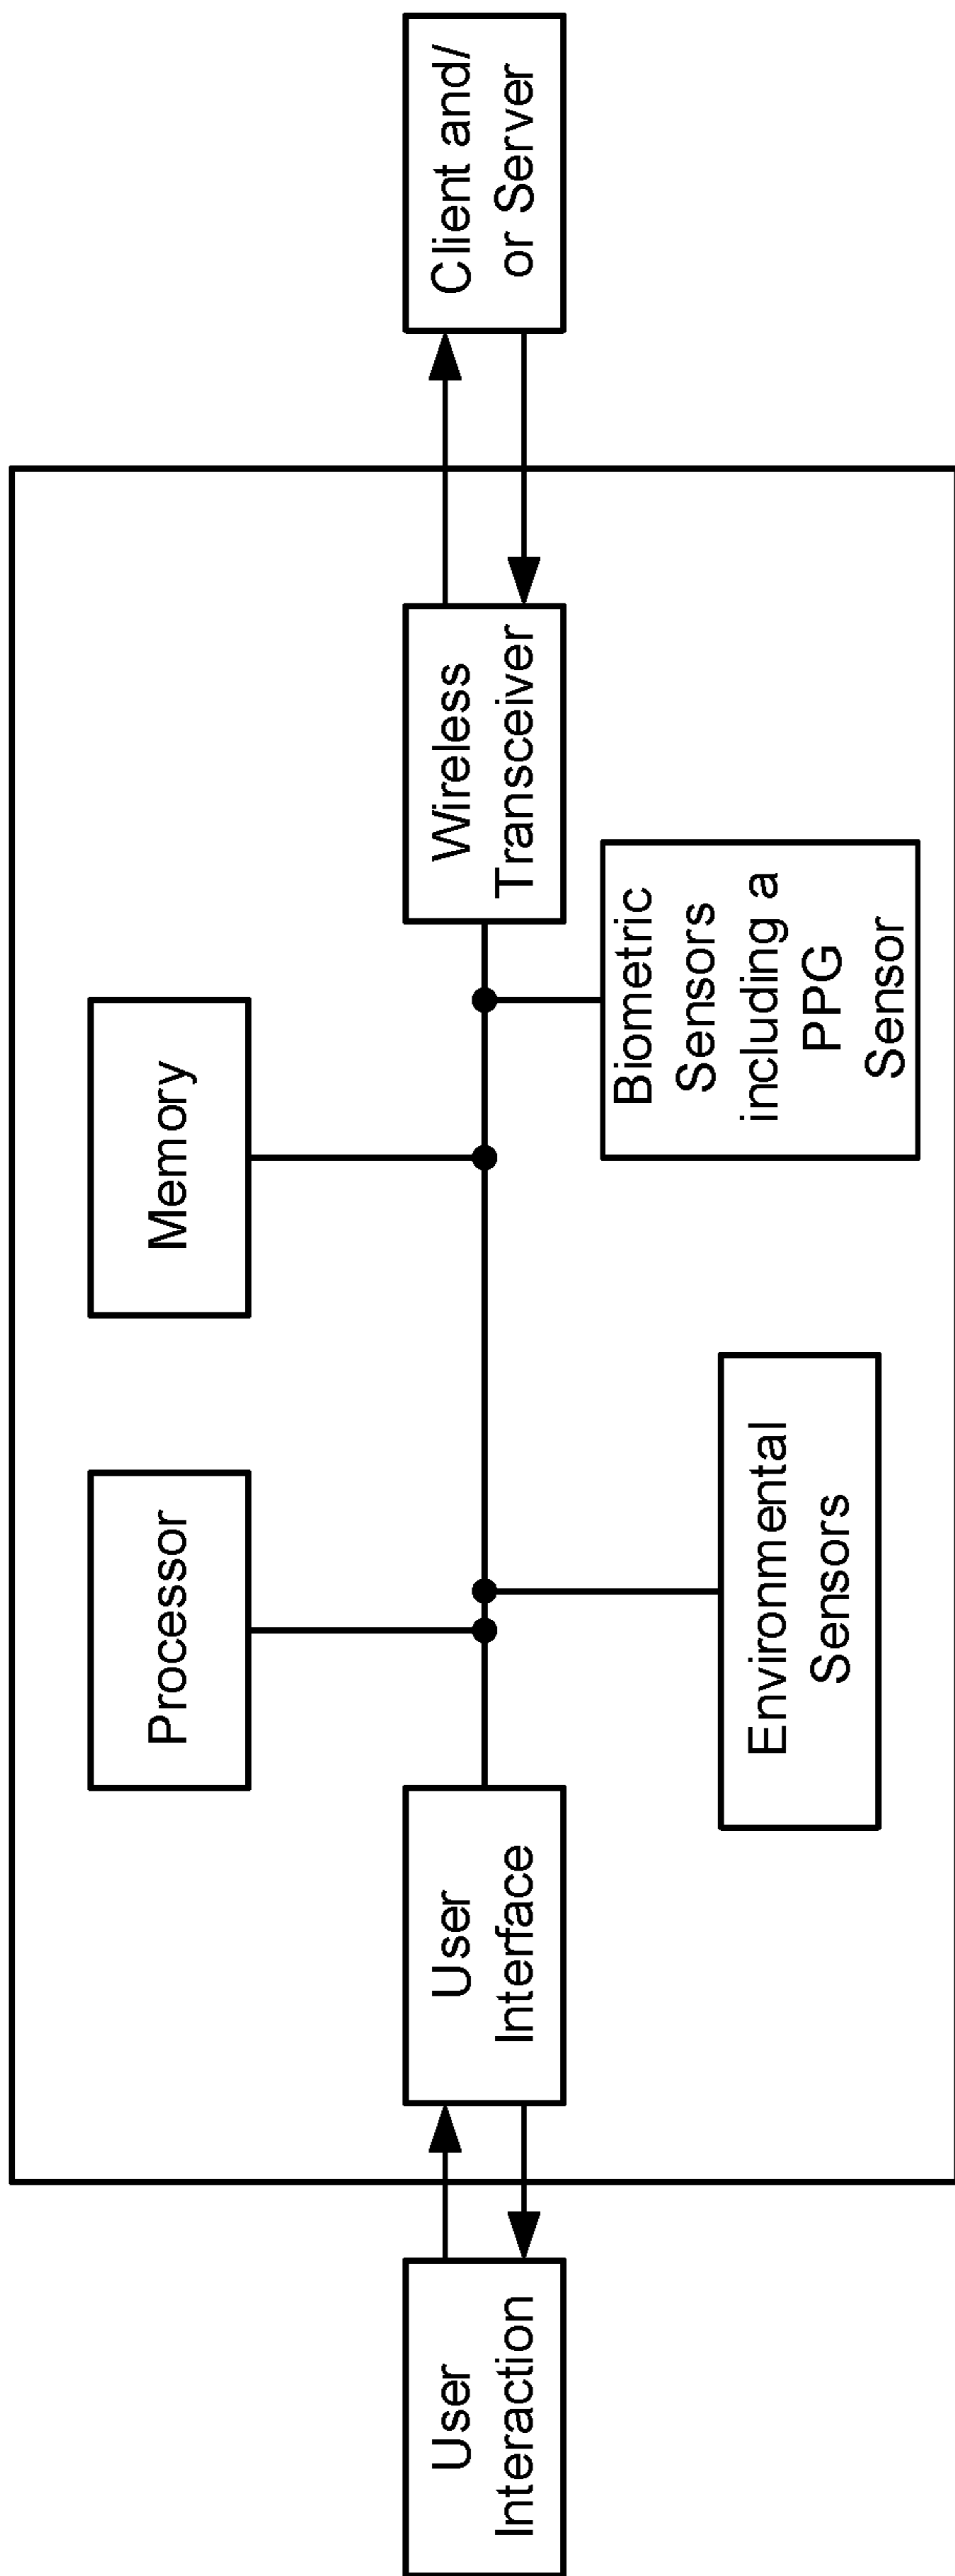 Processor
Memory
User
Interaction
User
Interface
Wireless
Transceiver
Client and/
or Server
Environmental
Sensors
Biometric
Sensors
including a
PPG
Sensor